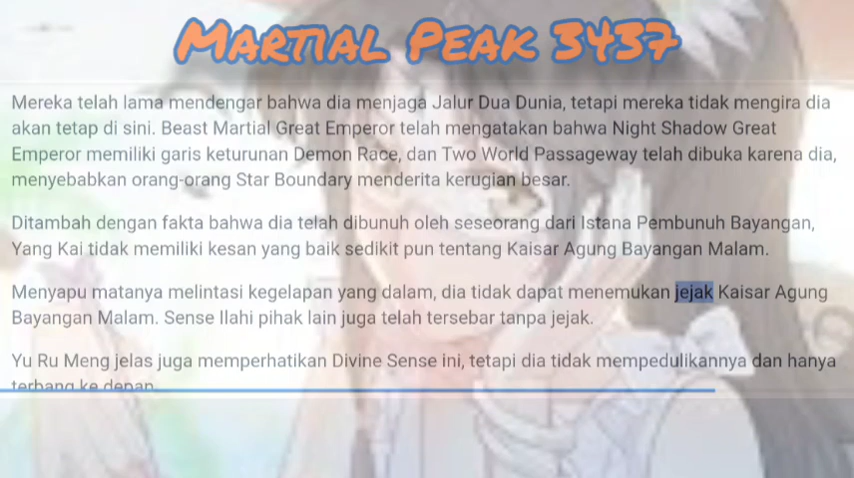 MARTIAL PEAK 3437
Mereka telah lama mendengar bahwa dia menjaga Jalur Dua Dunia, tetapi mereka tidak mengira dia
akan tetap di sini. Beast Martial Great Emperor telah mengatakan bahwa Night Shadow Great
Emperor memiliki garis keturunan Demon Race, dan Two World Passageway telah dibuka karena dia,
menyebabkan orang-orang Star Boundary menderita kerugian besar.
Ditambah dengan fakta bahwa dia telah dibunuh oleh seseorang dari Istana Pembunuh Bayangan,
Yang Kai tidak memiliki kesan yang baik sedikit pun tentang Kaisar Agung Bayangan Malam.
Menyapu matanya melintasi kegelapan yang dalam, dia tidak dapat menemukan jejak Kaisar Agung
Bayangan Malam. Sense Ilahi pihak lain juga telah tersebar tanpa jejak.
Yu Ru Meng jelas juga memperhatikan Divine Sense ini, tetapi dia tidak mempedulikannya dan hanya
terbang ke depan.